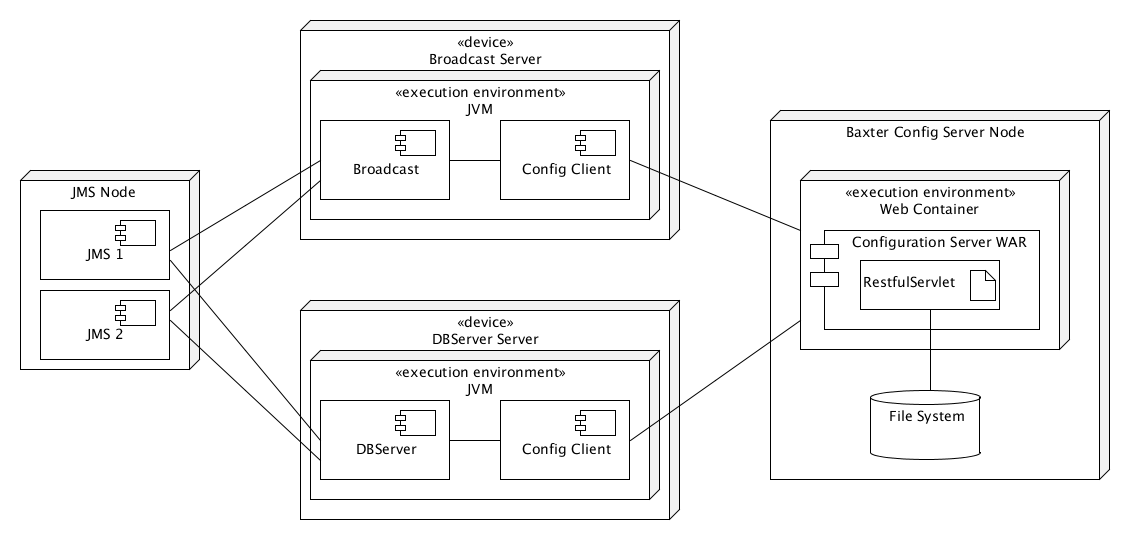 «device»
Broadcast Server
«execution environment»
JVM
Broadcast
Config Client
JMS Node
JMS 1
JMS 2
«device»
DBServer Server
«execution environment»
JVM
DBServer
Config Client
Baxter Config Server Node
«execution environment»
Web Container
Configuration Server WAR
RestfulServlet
File System